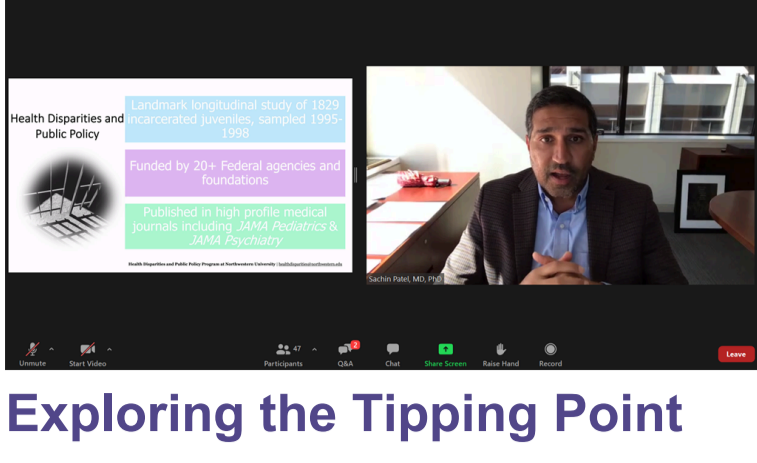 Health Disparities and
Public Policy
Landmark longitudinal study of 1829
incarcerated juveniles, sampled 1995-
1998
Funded by 20+ Federal agencies and
foundations
Published in high profile medical
journals including JAMA Pediatrics &
JAMA Psychiatry
Health Disparities and Public Policy Program at Northwestern University | healthdisparities@northwestern.edu
Sachin Patel, MD, PhD
Unmute
Start Video
47
Participants
2
Q&A
Chat
Share Screen
Raise Hand
Record
Leave
Exploring the Tipping Point